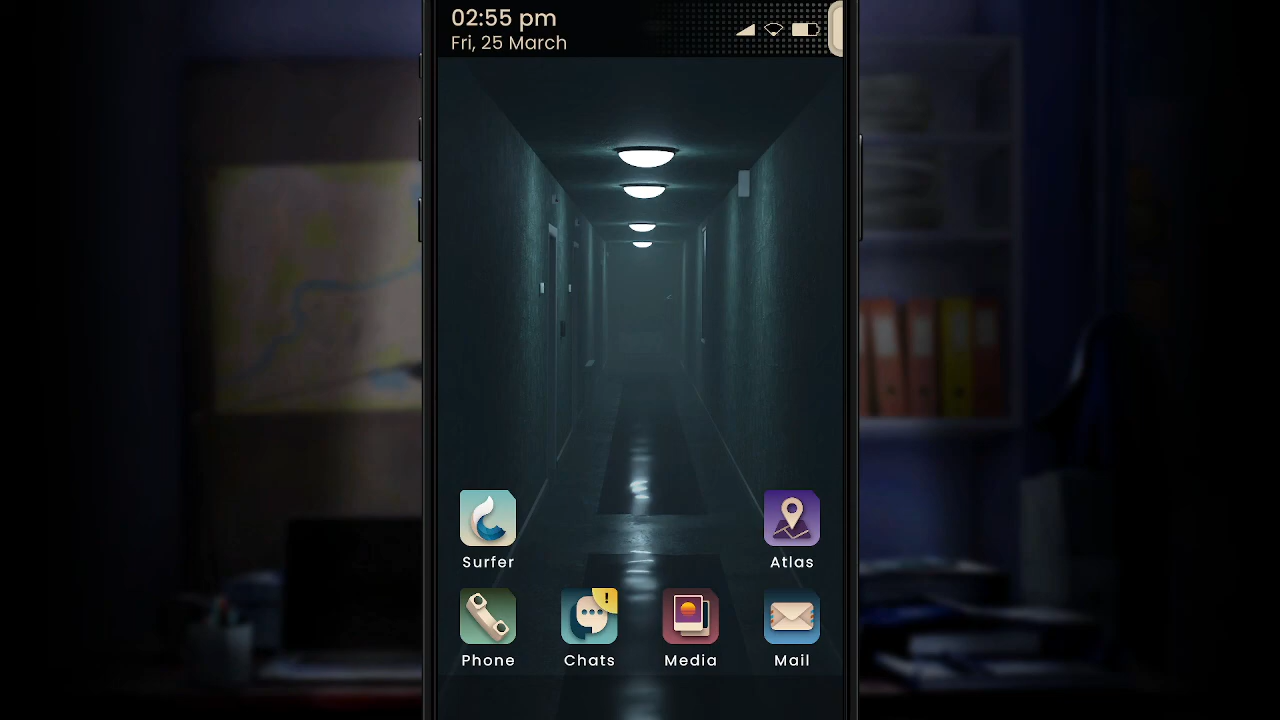 02:55 pm
Fri, 25 March
Surfer
Atlas
!
Phone
Chats
Media
Mail